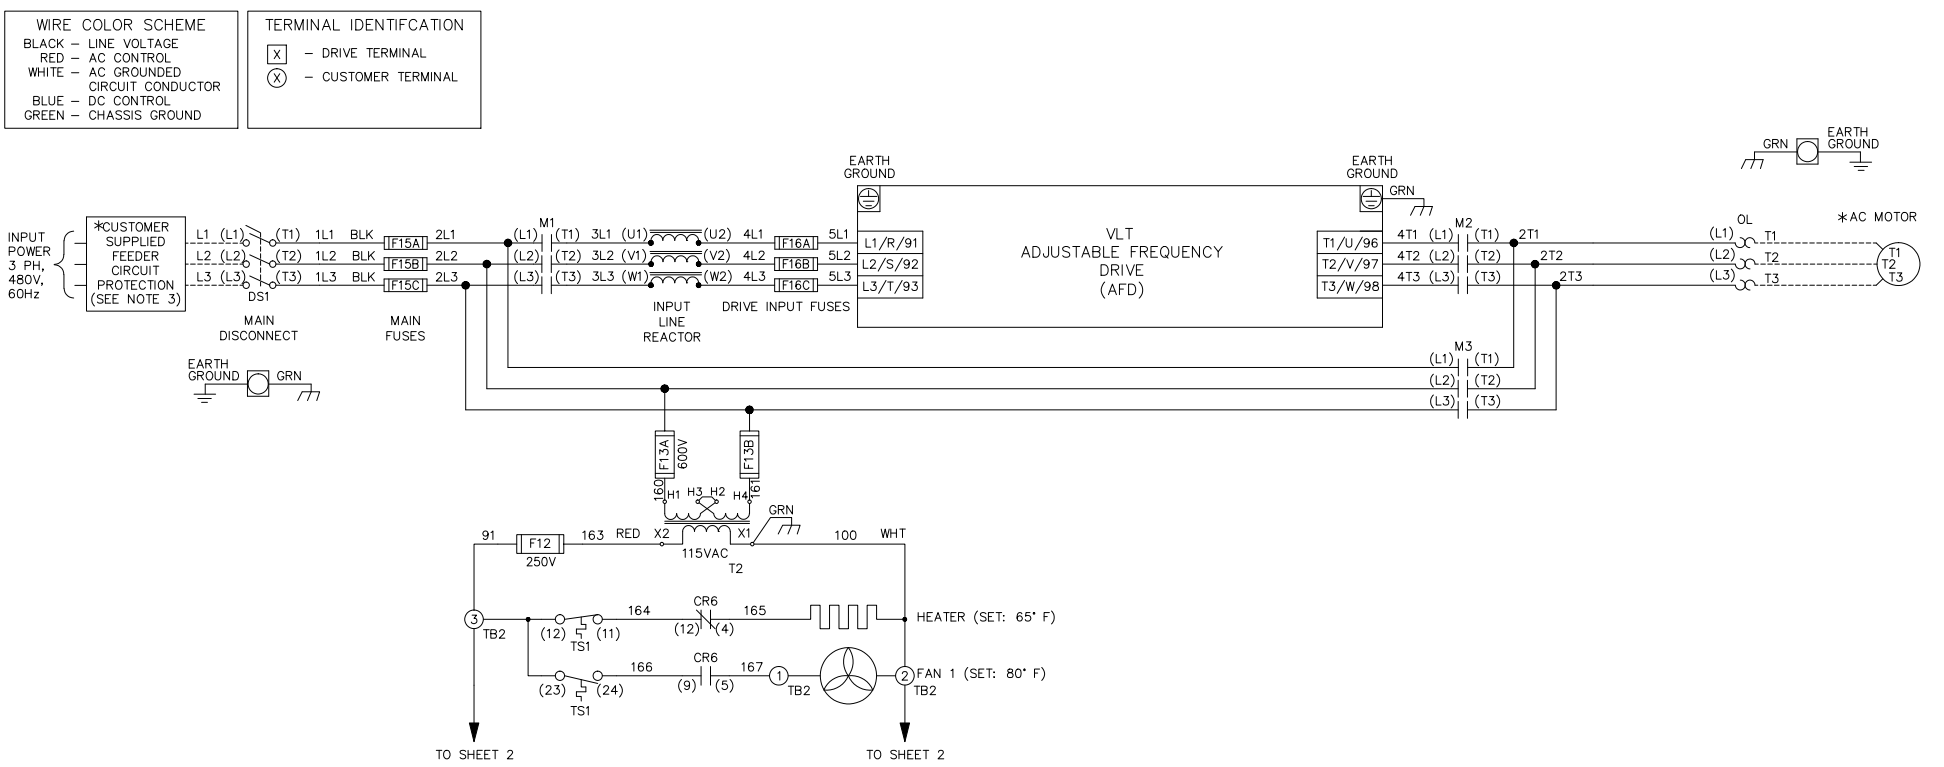 WIRE COLOR SCHEME
BLACK – LINE VOLTAGE
RED – AC CONTROL
WHITE – AC GROUNDED
CIRCUIT CONDUCTOR
BLUE – DC CONTROL
GREEN – CHASSIS GROUND
TERMINAL IDENTIFCATION
X – DRIVE TERMINAL
X – CUSTOMER TERMINAL
EARTH
GROUND
GRN
EARTH
GROUND
EARTH
GROUND
GRN
INPUT
POWER
3 PH,
480V,
60Hz
*CUSTOMER
SUPPLIED
FEEDER
CIRCUIT
PROTECTION
(SEE NOTE 3)
L1 (L1) (T1) 1L1 BLK F15A 2L1 (L1) M1 (T1) 3L1 (U1) (U2) 4L1 F16A 5L1 L1/R/91
L2 (L2) (T2) 1L2 BLK F15B 2L2 (L2) (T2) 3L2 (V1) (V2) 4L2 F16B 5L2 L2/S/92
L3 (L3) (T3) 1L3 BLK F15C 2L3 (L3) (T3) 3L3 (W1) (W2) 4L3 F16C 5L3 L3/T/93
DS1
MAIN
DISCONNECT
MAIN
FUSES
INPUT
LINE
REACTOR
DRIVE INPUT FUSES
VLT
ADJUSTABLE FREQUENCY
DRIVE
(AFD)
T1/U/96 4T1 (L1) M2 (T1) 2T1 (L1) OL T1
T2/V/97 4T2 (L2) (T2) 2T2 (L2) T2
T3/W/98 4T3 (L3) (T3) 2T3 (L3) T3
*AC MOTOR
T1
T2
T3
M3
(L1) (T1)
(L2) (T2)
(L3) (T3)
EARTH
GROUND
GRN
F13A
600V
F13B
160
161
H1 H3 H2 H4
GRN
91 F12 163 RED X2 X1 100 WHT
250V
115VAC
T2
3
TB2
(12) (11) 164 CR6 (12) (4) 165 HEATER (SET: 65° F)
TS1
(23) (24) 166 CR6 (9) (5) 167 1 TB2 2 FAN 1 (SET: 80° F)
TS1
TB2
TO SHEET 2
TO SHEET 2